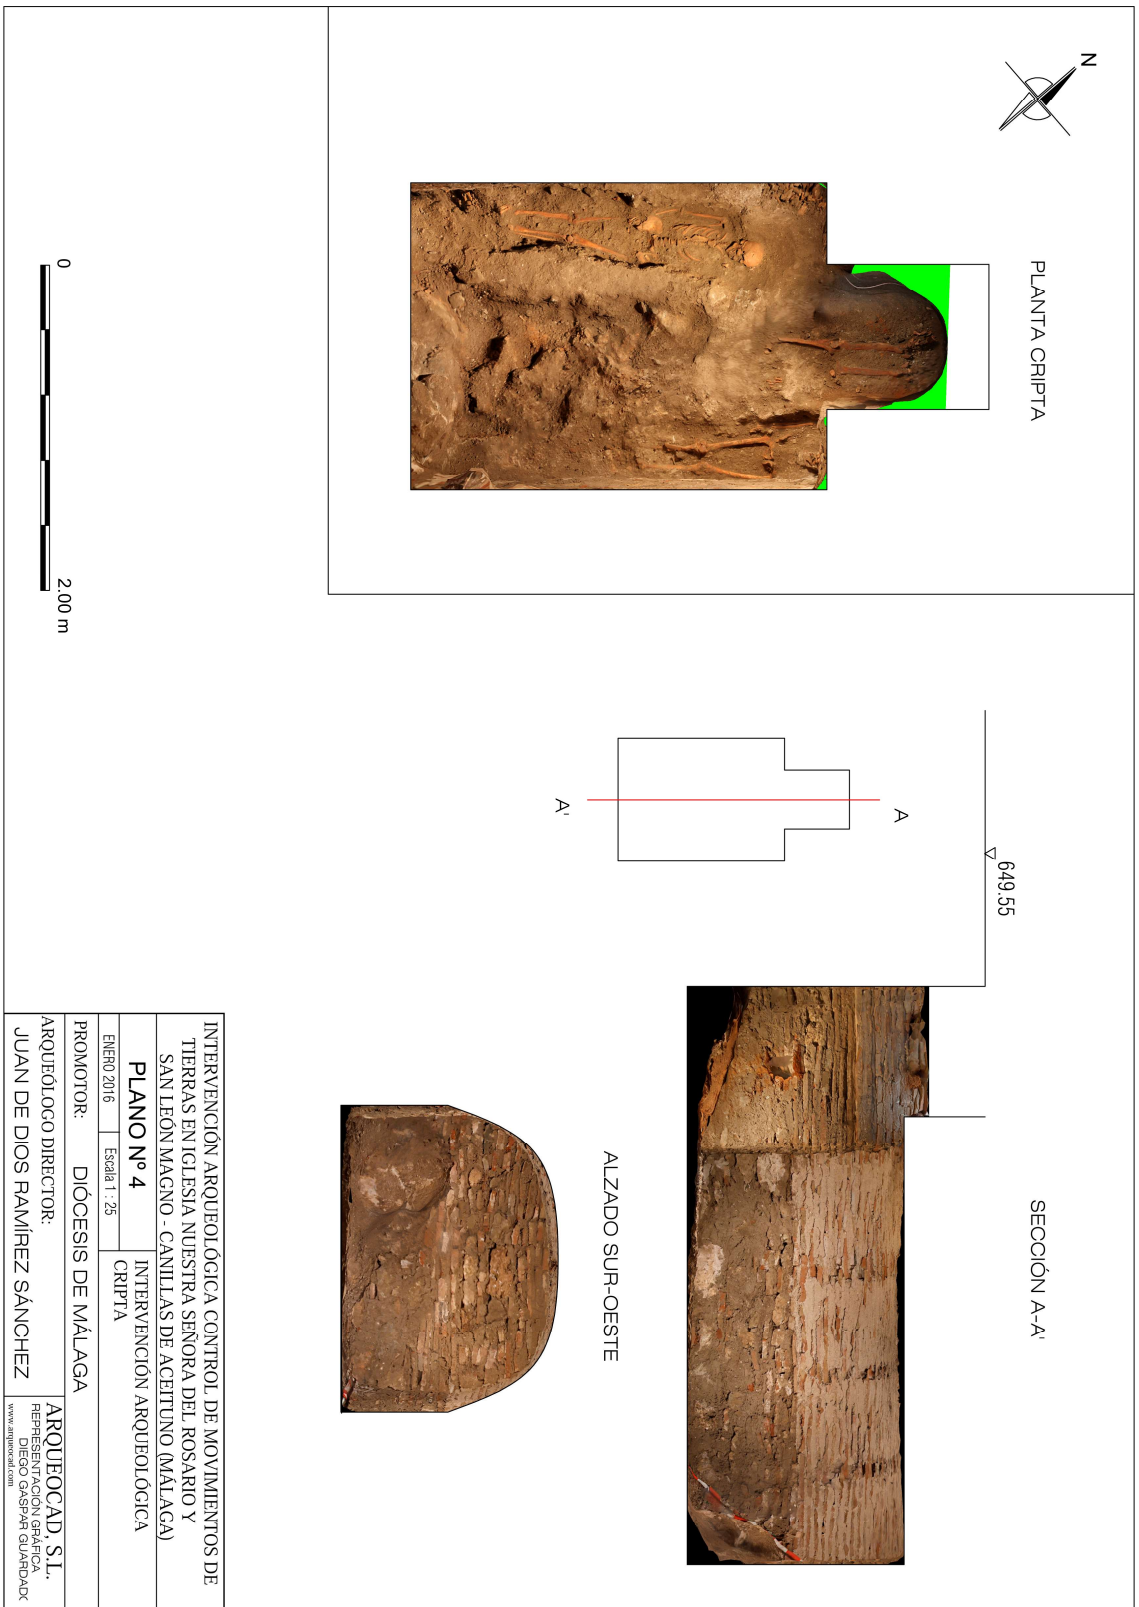 N
PLANTA CRIPTA
0
2.00 m
A
A'
649.55
SECCIÓN A-A'
ALZADO SUR-OESTE
INTERVENCIÓN ARQUEOLÓGICA CONTROL DE MOVIMIENTOS DE
TIERRAS EN IGLESIA NUESTRA SEÑORA DEL ROSARIO Y
SAN LEÓN MAGNO - CANILLAS DE ACEITUNO (MÁLAGA)
PLANO Nº 4
ENERO 2016
Escala 1 : 25
INTERVENCIÓN ARQUEOLÓGICA
CRIPTA
PROMOTOR: DIÓCESIS DE MÁLAGA
ARQUEÓLOGO DIRECTOR:
JUAN DE DIOS RAMÍREZ SÁNCHEZ
ARQUEOCAD, S.L.
REPRESENTACIÓN GRÁFICA
DIEGO GASPAR GUARDADO
www.arqueocad.com